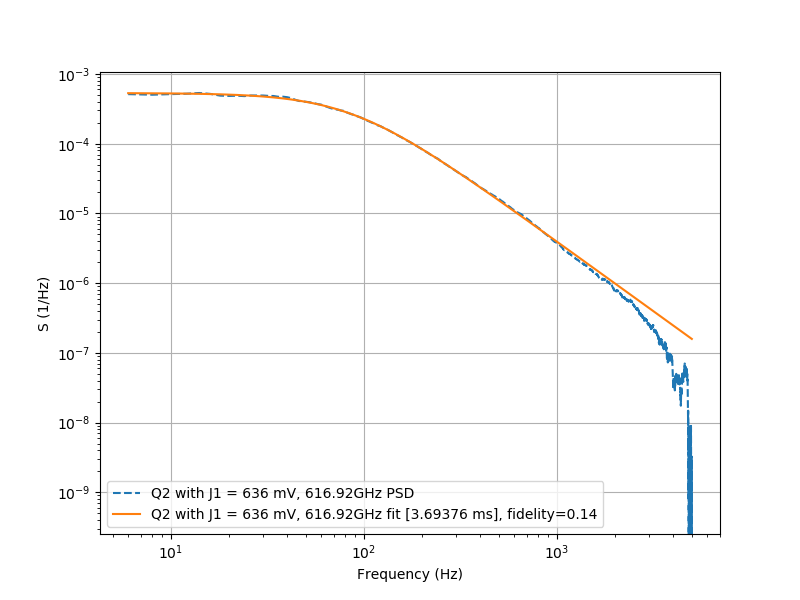 10⁻³
10⁻⁴
10⁻⁵
10⁻⁶
10⁻⁷
10⁻⁸
10⁻⁹
S (1/Hz)
Q2 with J1 = 636 mV, 616.92GHz PSD
Q2 with J1 = 636 mV, 616.92GHz fit [3.69376 ms], fidelity=0.14
10¹
10²
10³
Frequency (Hz)